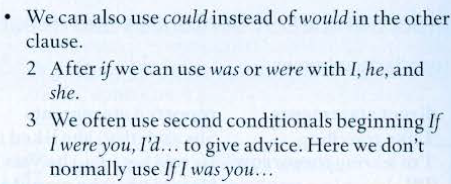 • We can also use could instead of would in the other
clause.
2 After if we can use was or were with I, he, and
she.
3 We often use second conditionals beginning If
I were you, I'd... to give advice. Here we don't
normally use If I was you...